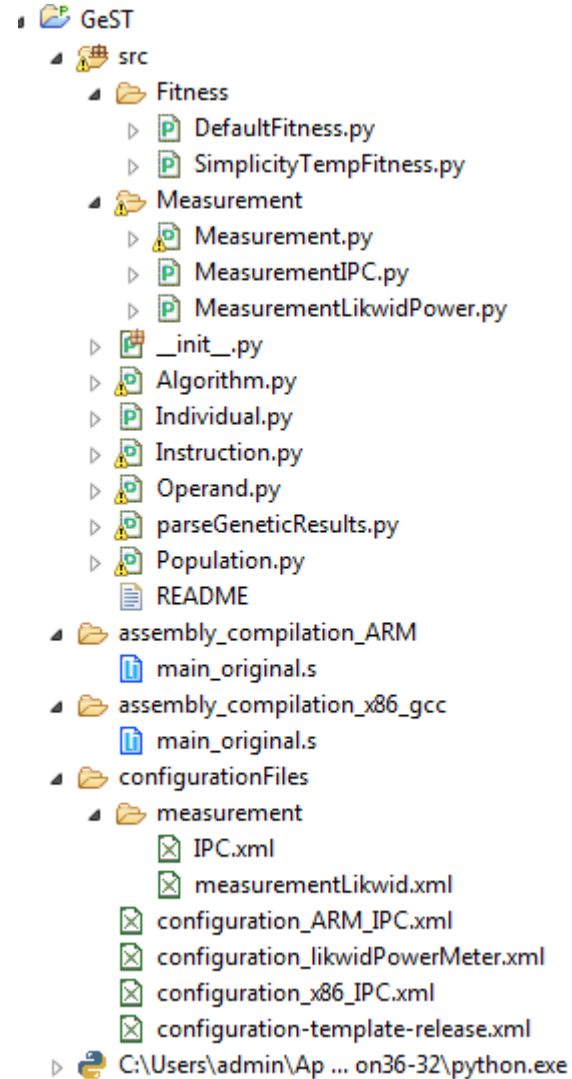 GeST
src
Fitness
DefaultFitness.py
SimplicityTempFitness.py
Measurement
Measurement.py
MeasurementIPC.py
MeasurementLikwidPower.py
__init__.py
Algorithm.py
Individual.py
Instruction.py
Operand.py
parseGeneticResults.py
Population.py
README
assembly_compilation_ARM
main_original.s
assembly_compilation_x86_gcc
main_original.s
configurationFiles
measurement
IPC.xml
measurementLikwid.xml
configuration_ARM_IPC.xml
configuration_likwidPowerMeter.xml
configuration_x86_IPC.xml
configuration-template-release.xml
C:\Users\admin\Ap ... on36-32\python.exe